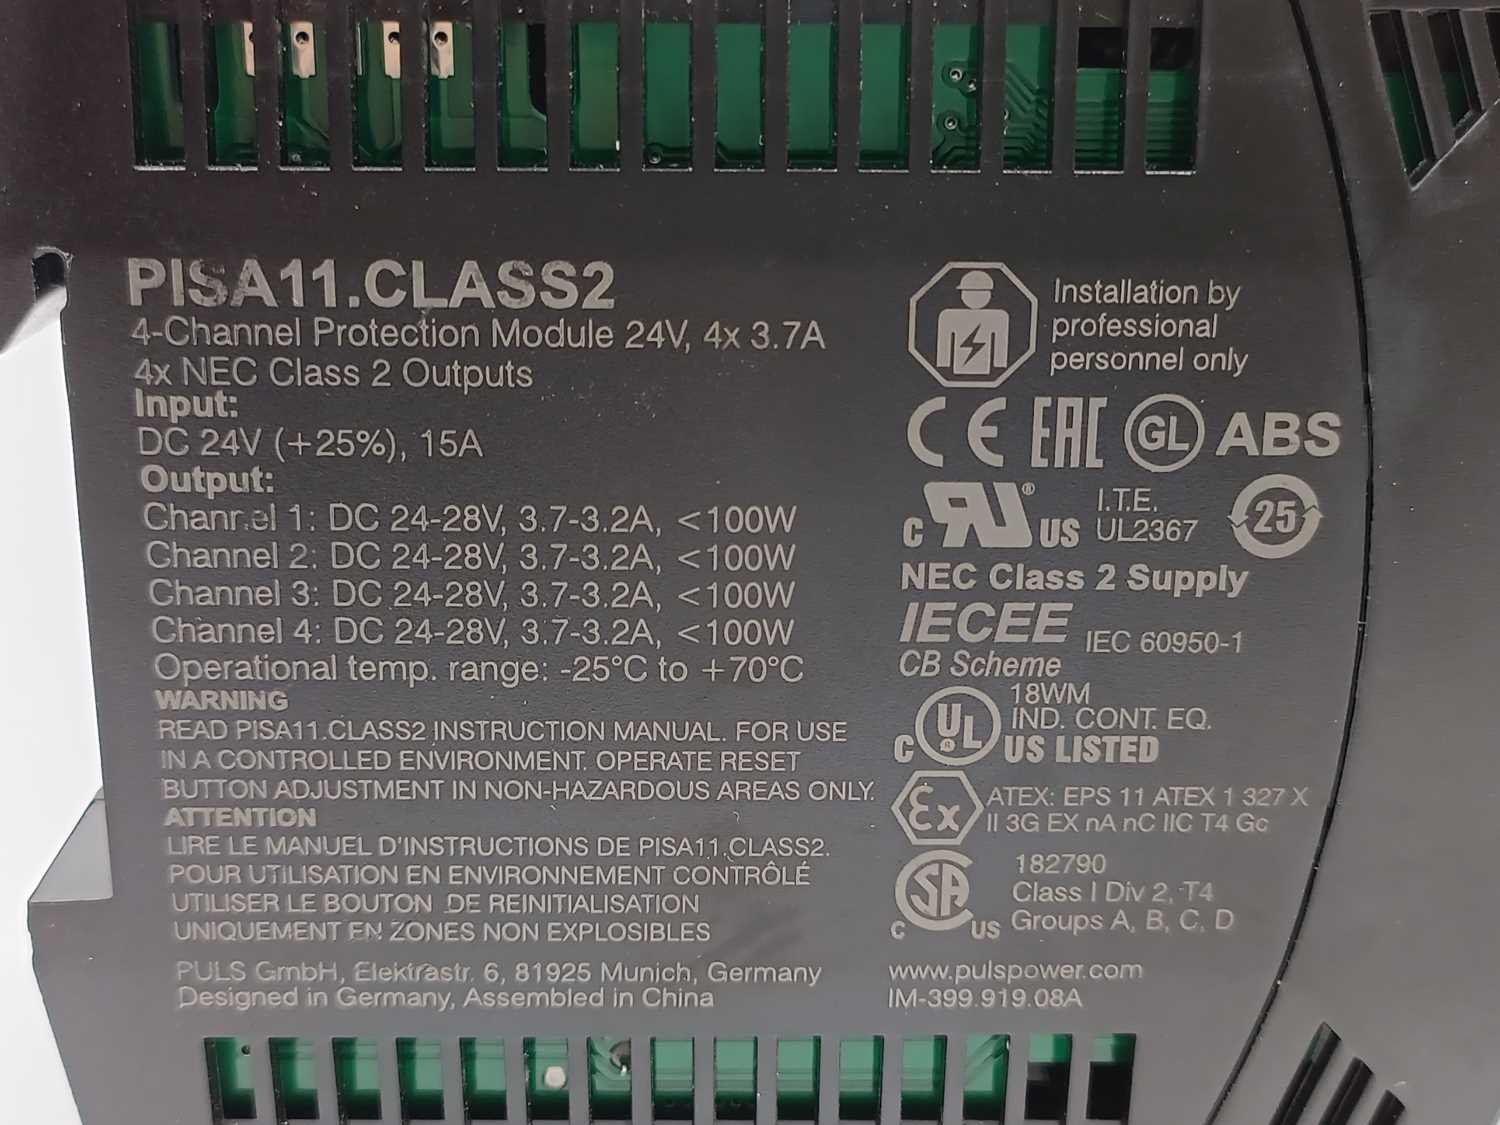 PISA11.CLASS2
4-Channel Protection Module 24V, 4x 3.7A
4x NEC Class 2 Outputs
Input:
DC 24V (+25%), 15A
Output:
Channel 1: DC 24-28V, 3.7-3.2A, <100W
Channel 2: DC 24-28V, 3.7-3.2A, <100W
Channel 3: DC 24-28V, 3.7-3.2A, <100W
Channel 4: DC 24-28V, 3.7-3.2A, <100W
Operational temp. range: -25°C to +70°C
WARNING
READ PISA11.CLASS2 INSTRUCTION MANUAL. FOR USE
IN A CONTROLLED ENVIRONMENT. OPERATE RESET
BUTTON ADJUSTMENT IN NON-HAZARDOUS AREAS ONLY.
ATTENTION
LIRE LE MANUEL D'INSTRUCTIONS DE PISA11.CLASS2.
POUR UTILISATION EN ENVIRONNEMENT CONTRÔLÉ
UTILISER LE BOUTON DE REINITIALISATION
UNIQUEMENT EN ZONES NON EXPLOSIBLES
PULS GmbH, Elektrastr. 6, 81925 Munich, Germany
Designed in Germany, Assembled in China
Installation by
professional
personnel only
CE EAC GL ABS
c RU ® US
I.T.E.
UL2367
25
NEC Class 2 Supply
IECEE IEC 60950-1
CB Scheme
18WM
IND. CONT. EQ.
C UL ® US LISTED
Ex
ATEX: EPS 11 ATEX 1 327 X
II 3G EX nA nC IIC T4 Gc
C SA US
182790
Class I Div 2, T4
Groups A, B, C, D
www.pulspower.com
IM-399.919.08A